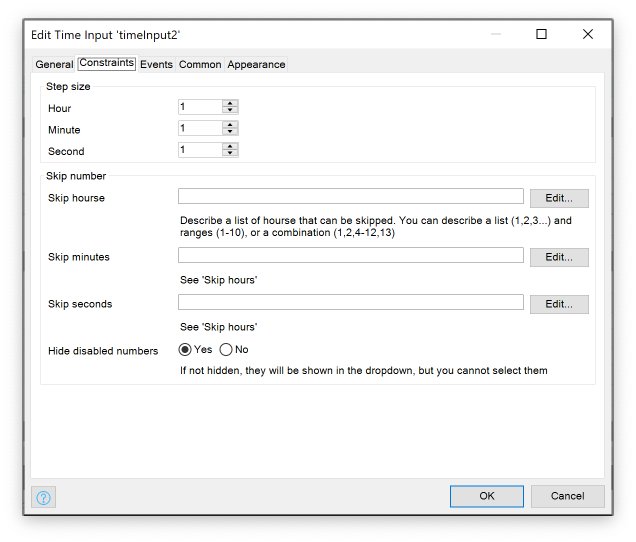 Edit Time Input 'timeInput2'
General Constraints Events Common Appearance
Step size
Hour 1
Minute 1
Second 1
Skip number
Skip hourse Edit...
Describe a list of hourse that can be skipped. You can describe a list (1,2,3...) and
ranges (1-10), or a combination (1,2,4-12,13)
Skip minutes Edit...
See 'Skip hours'
Skip seconds Edit...
See 'Skip hours'
Hide disabled numbers Yes No
If not hidden, they will be shown in the dropdown, but you cannot select them
? OK Cancel